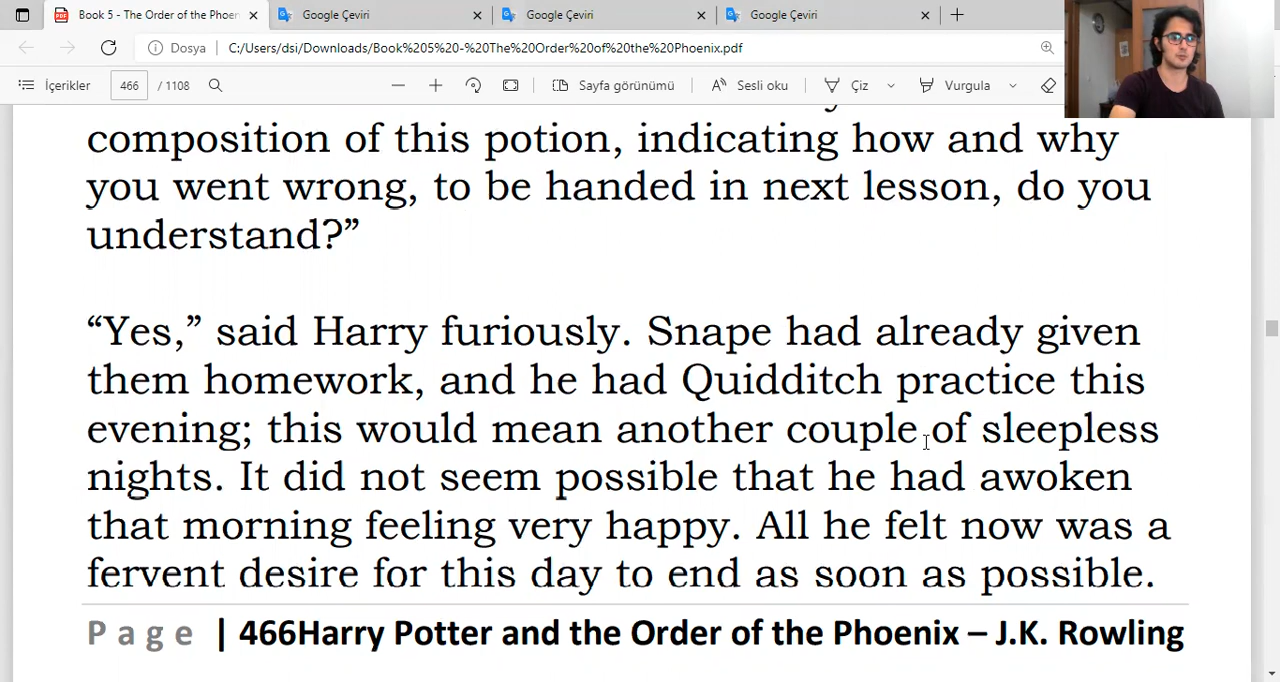 Book 5 - The Order of the Phoen
Google Çeviri
Google Çeviri
Google Çeviri
Dosya
C:/Users/dsi/Downloads/Book%205%20-%20The%20Order%20of%20the%20Phoenix.pdf
İçerikler
466
/ 1108
Sayfa görünümü
Sesli oku
Çiz
Vurgula
composition of this potion, indicating how and why
you went wrong, to be handed in next lesson, do you
understand?”
“Yes,” said Harry furiously. Snape had already given
them homework, and he had Quidditch practice this
evening; this would mean another couple of sleepless
nights. It did not seem possible that he had awoken
that morning feeling very happy. All he felt now was a
fervent desire for this day to end as soon as possible.
Page | 466Harry Potter and the Order of the Phoenix – J.K. Rowling